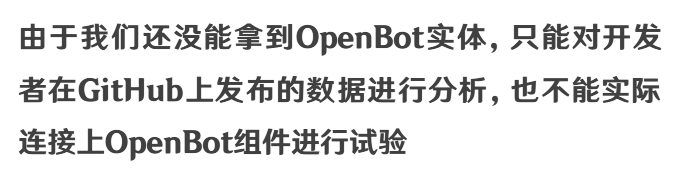 由于我们还没能拿到OpenBot实体，只能对开发
者在GitHub上发布的数据进行分析，也不能实际
连接上OpenBot组件进行试验